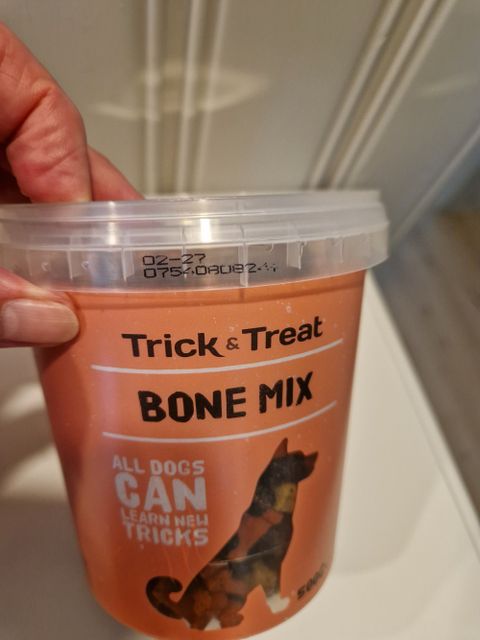 02-27
Trick & Treat
BONE MIX
ALL DOGS
CAN
LEARN NEW
TRICKS